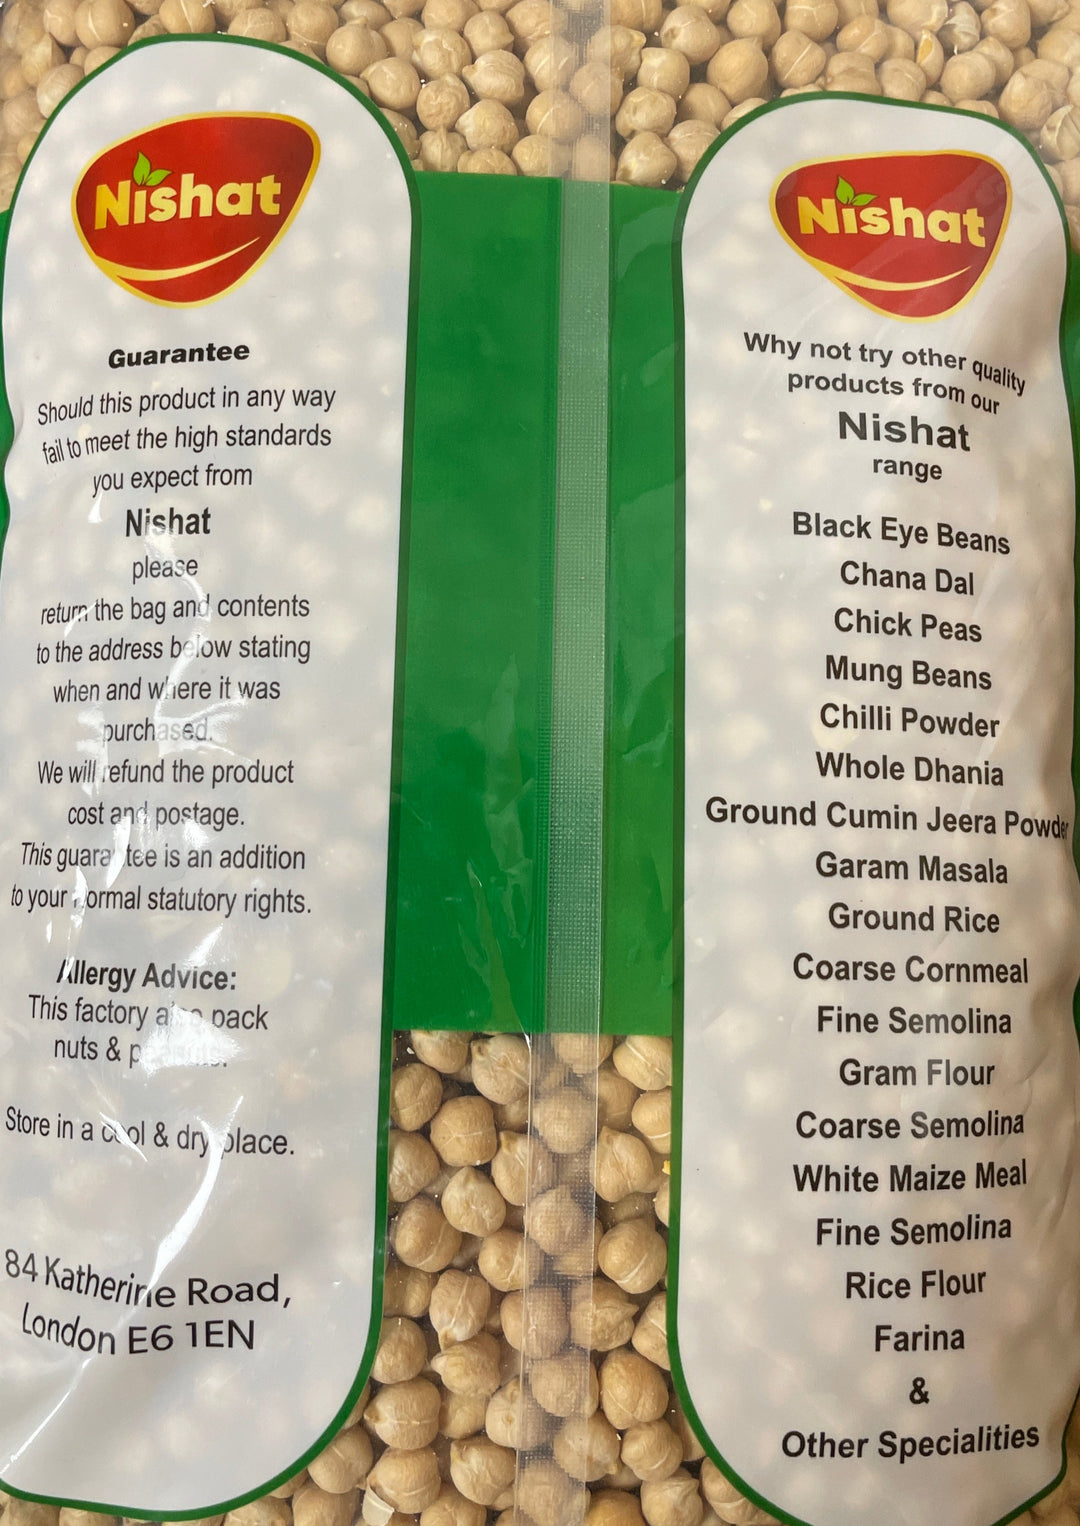 Nishat
Guarantee
Should this product in any way
fail to meet the high standards
you expect from
Nishat
please
return the bag and contents
to the address below stating
when and where it was
purchased.
We will refund the product
cost and postage.
This guarantee is an addition
to your normal statutory rights.
Allergy Advice:
This factory also pack
nuts &
Store in a cool & dry place.
84 Katherine Road,
London E6 1EN
Nishat
Why not try other quality
products from our
Nishat
range
Black Eye Beans
Chana Dal
Chick Peas
Mung Beans
Chilli Powder
Whole Dhania
Ground Cumin Jeera Powder
Garam Masala
Ground Rice
Coarse Cornmeal
Fine Semolina
Gram Flour
Coarse Semolina
White Maize Meal
Fine Semolina
Rice Flour
Farina
&
Other Specialities